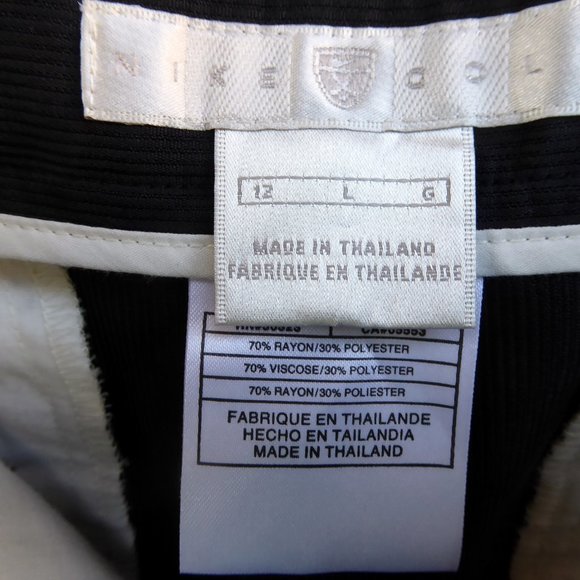 NIKE GOL
12 L G
MADE IN THAILAND
FABRIQUE EN THAILANDE
70% RAYON/30% POLYESTER
70% VISCOSE/30% POLYESTER
70% RAYON/30% POLIESTER
FABRIQUE EN THAILANDE
HECHO EN TAILANDIA
MADE IN THAILAND